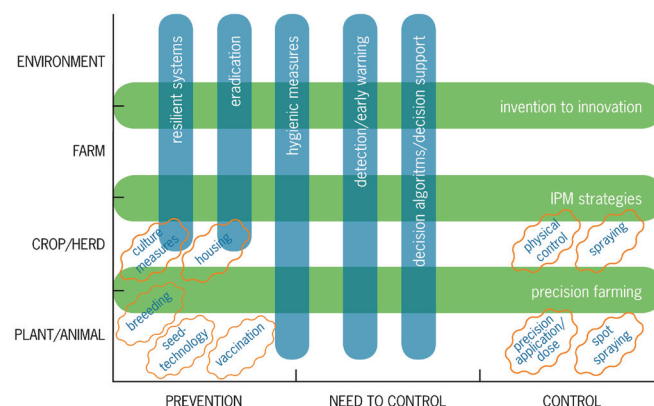 ENVIRONMENT
FARM
CROP/HERD
PLANT/ANIMAL
resilient systems
eradication
hygienic measures
detection/early warning
decision algoritms/decision support
invention to innovation
IPM strategies
precision farming
culture
measures
housing
physical
control
spraying
breeeding
seed-
technology
vaccination
precision
application/
dose
spot
spraying
PREVENTION
NEED TO CONTROL
CONTROL